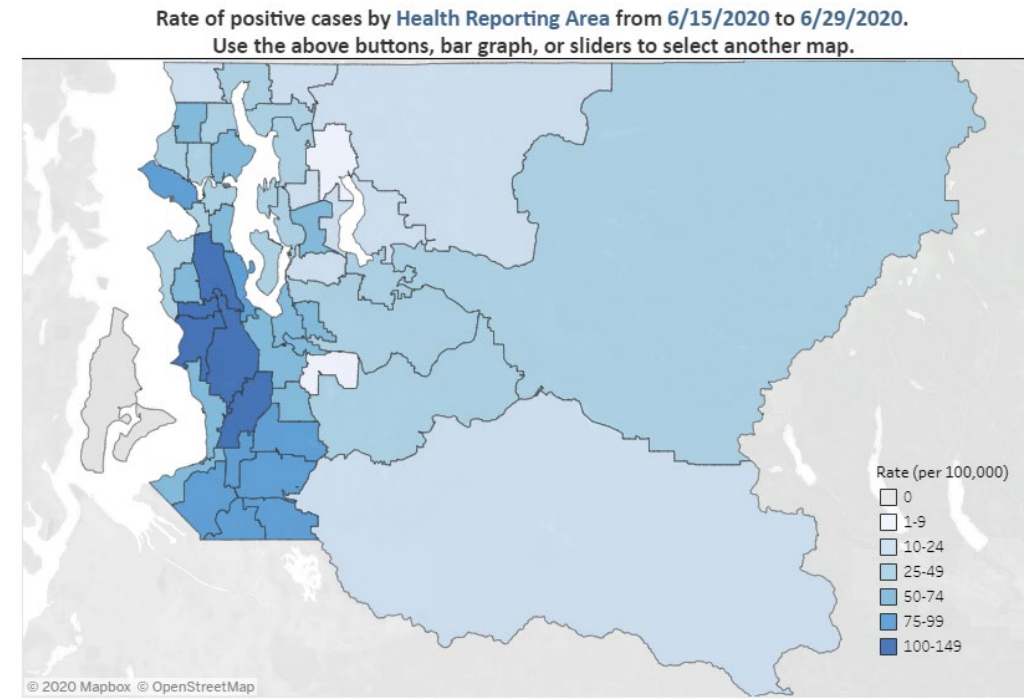 Rate of positive cases by Health Reporting Area from 6/15/2020 to 6/29/2020.
Use the above buttons, bar graph, or sliders to select another map.
Rate (per 100,000)
0
1-9
10-24
25-49
50-74
75-99
100-149
© 2020 Mapbox © OpenStreetMap